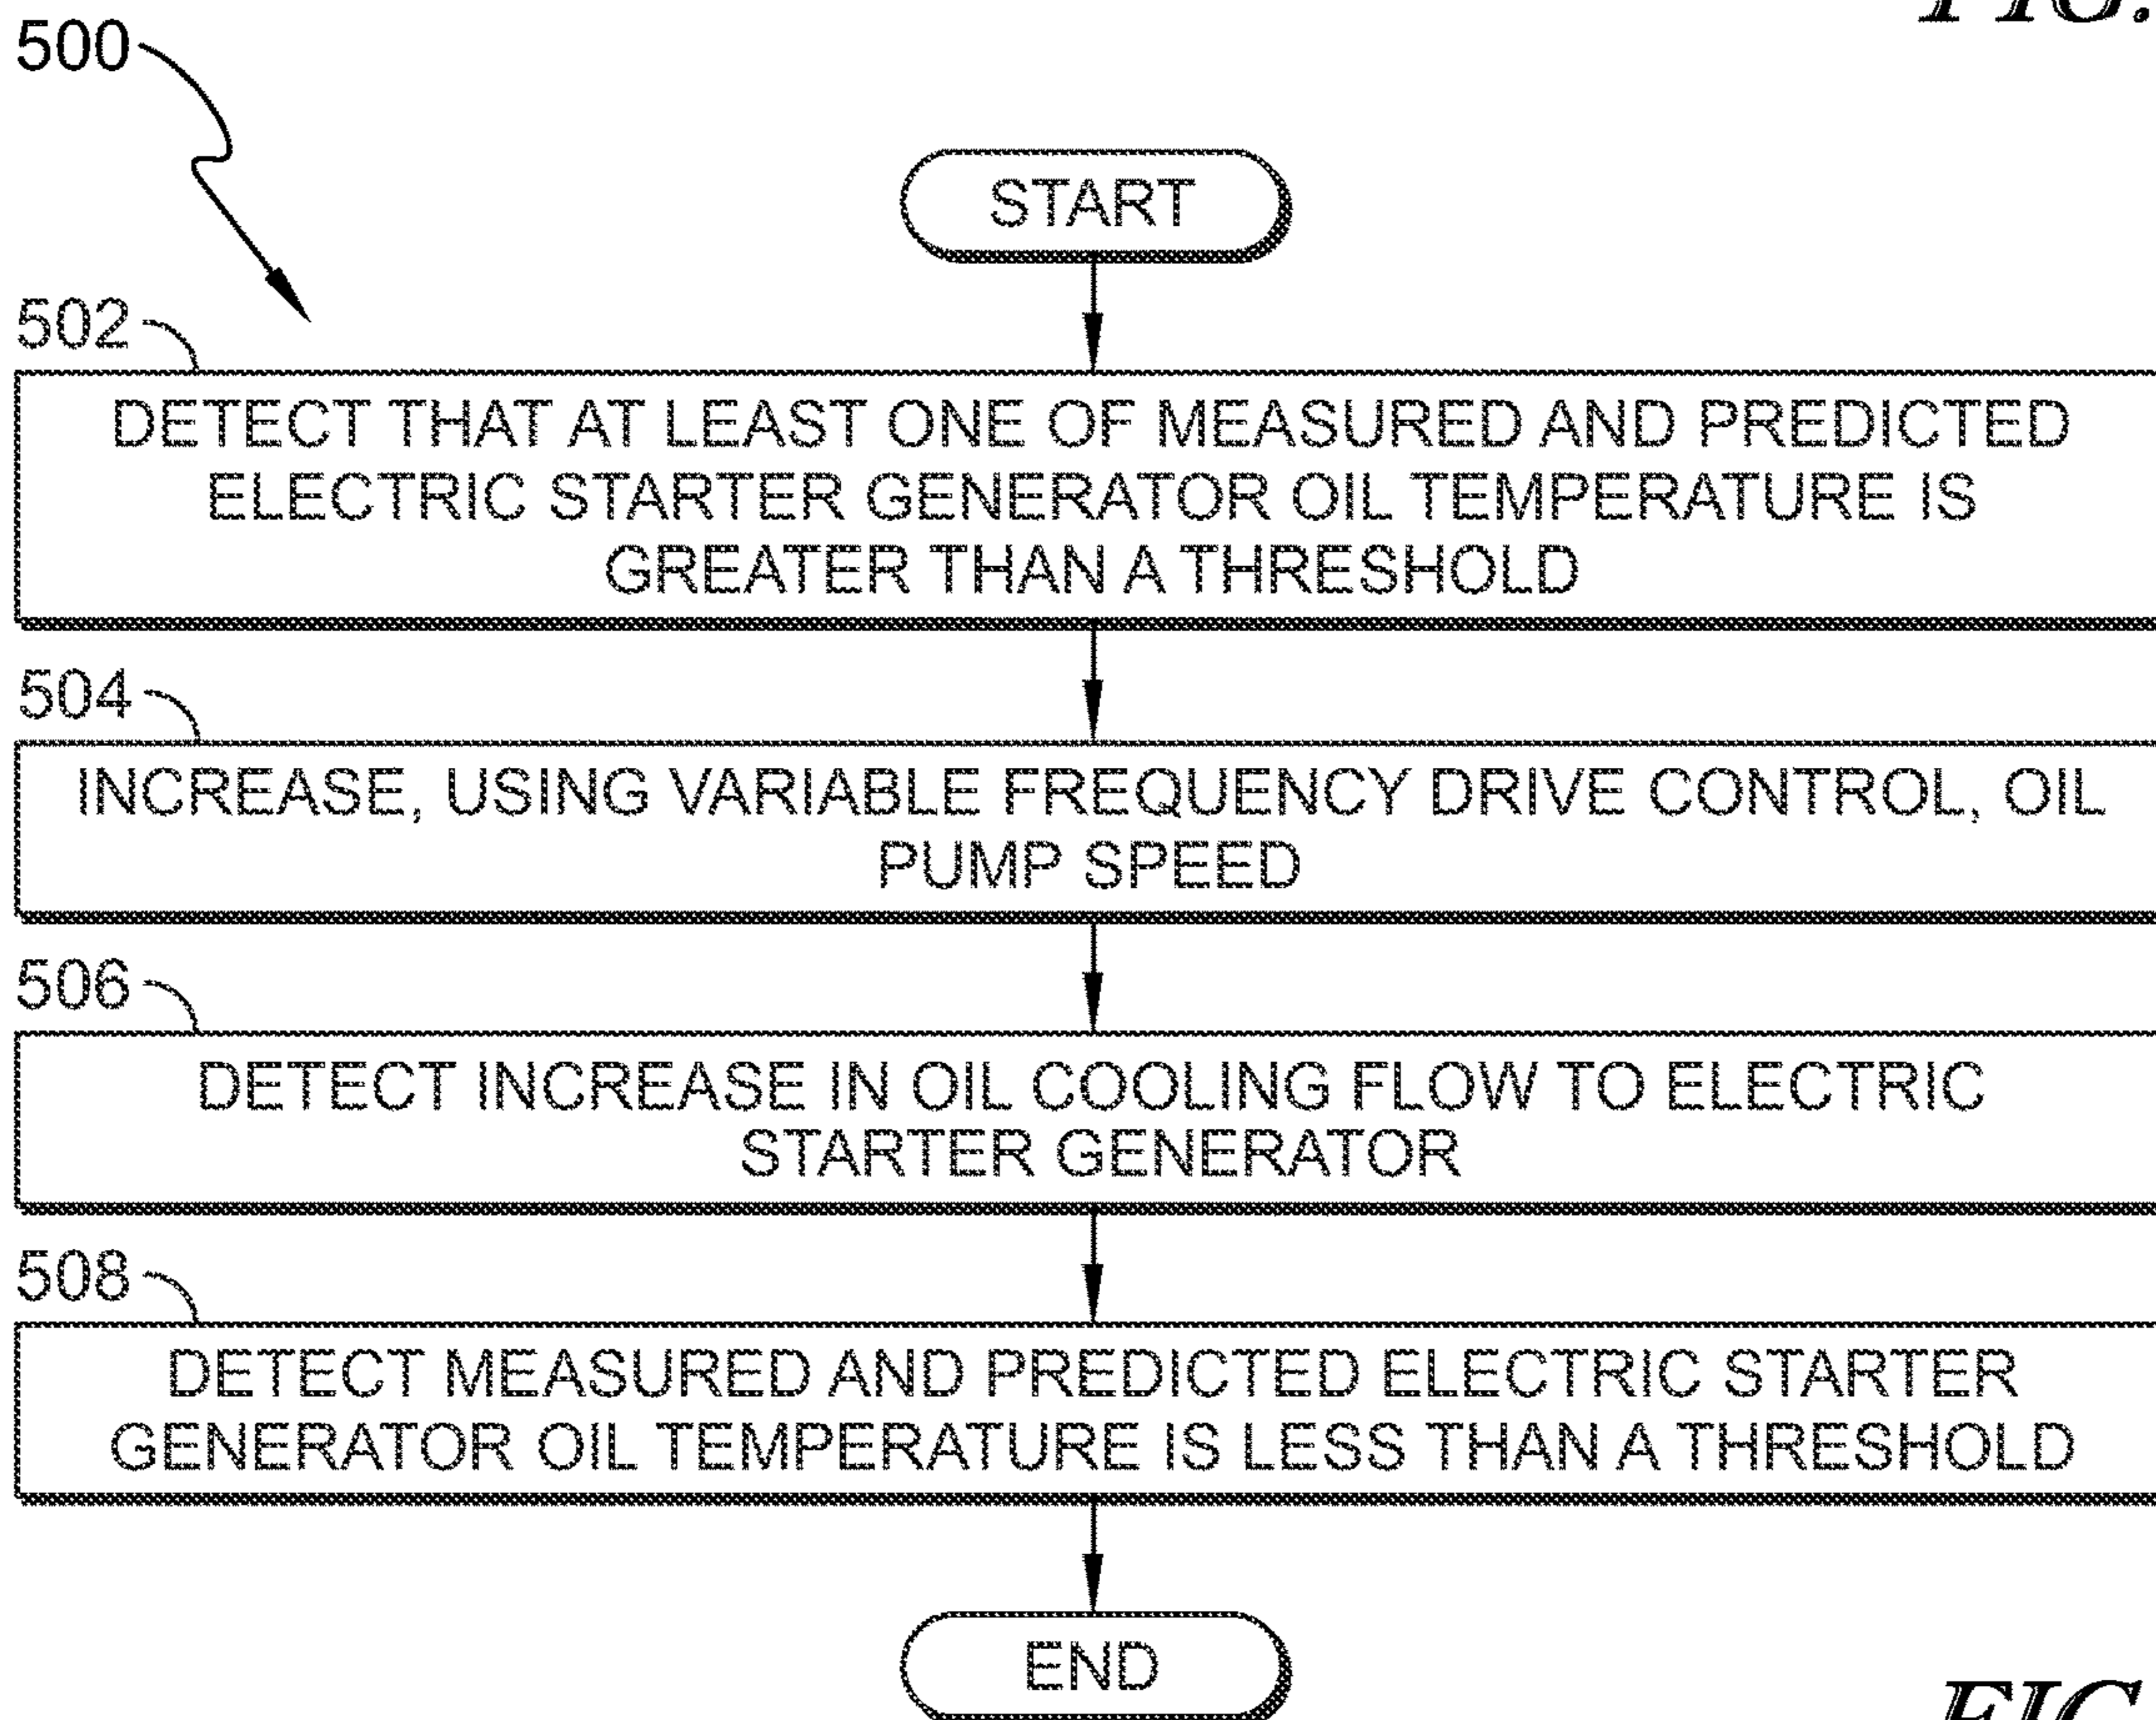 FIG.
500
START
502
DETECT THAT AT LEAST ONE OF MEASURED AND PREDICTED
ELECTRIC STARTER GENERATOR OIL TEMPERATURE IS
GREATER THAN A THRESHOLD
504
INCREASE, USING VARIABLE FREQUENCY DRIVE CONTROL, OIL
PUMP SPEED
506
DETECT INCREASE IN OIL COOLING FLOW TO ELECTRIC
STARTER GENERATOR
508
DETECT MEASURED AND PREDICTED ELECTRIC STARTER
GENERATOR OIL TEMPERATURE IS LESS THAN A THRESHOLD
END
FIG